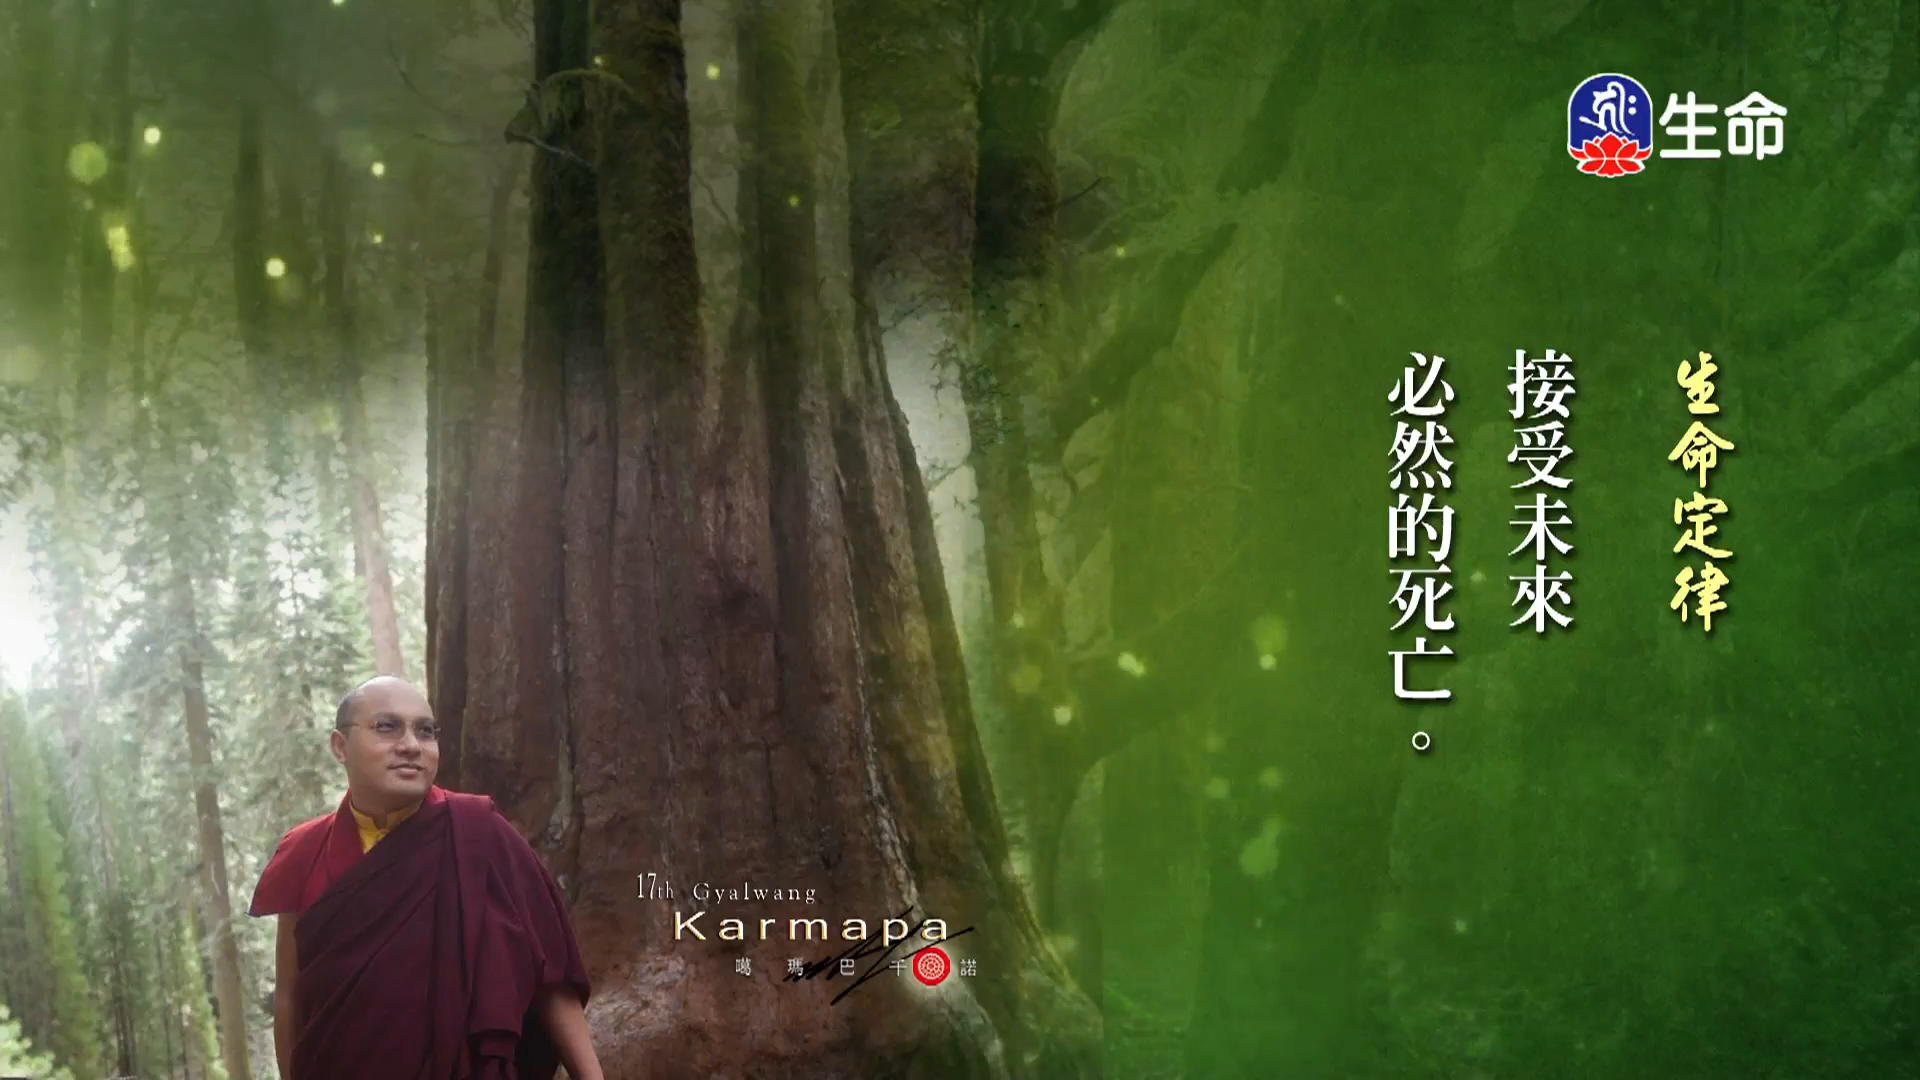 生命
生命定律
接受未來
必然的死亡。
17th Gyalwang
Karmapa
噶瑪巴千諾